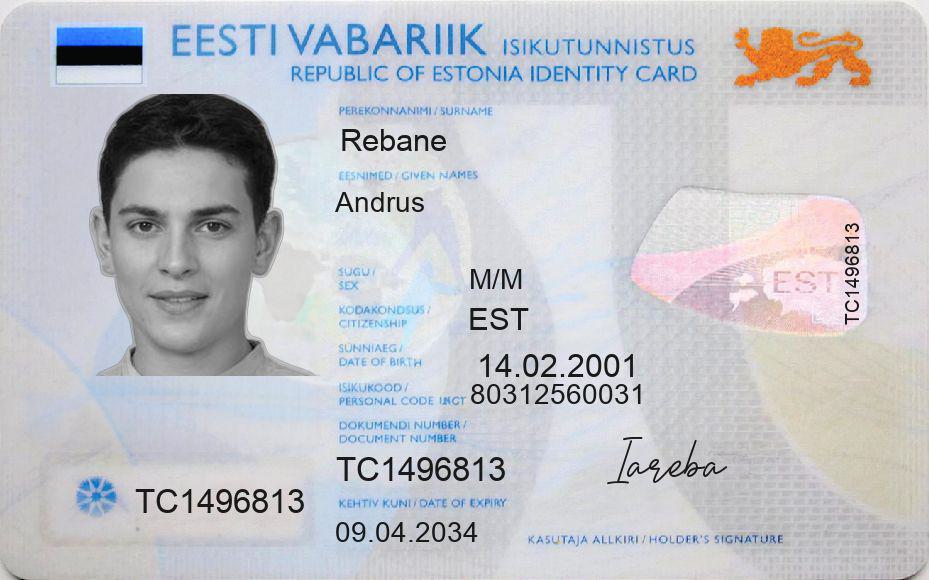 EESTI VABARIIK ISIKUTUNNISTUS
REPUBLIC OF ESTONIA IDENTITY CARD
PEREKONNANIMI / SURNAME
Rebane
EESNIMED / GIVEN NAMES
Andrus
SUGU /
SEX
M/M
KODAKONDSUS /
CITIZENSHIP
EST
SÜNNIAEG /
DATE OF BIRTH
14.02.2001
ISIKUKOOD /
PERSONAL CODE
80312560031
DOKUMENDI NUMBER /
DOCUMENT NUMBER
TC1496813
KEHTIV KUNI / DATE OF EXPIRY
09.04.2034
TC1496813
EST
TC1496813
Iareba
KASUTAJA ALLKIRI / HOLDER'S SIGNATURE